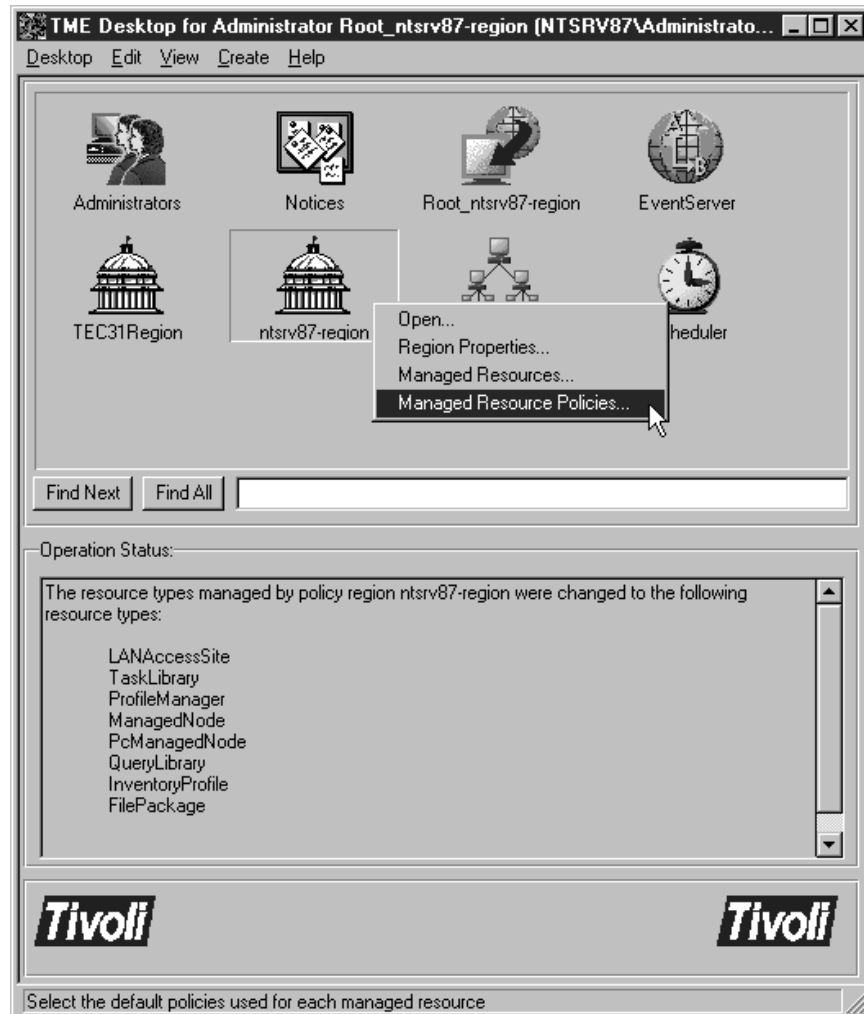 TME Desktop for Administrator Root_ntsrv87-region (NTSRV87\Administrato...
Desktop Edit View Create Help
Administrators Notices Root_ntsrv87-region EventServer
TEC31Region ntsrv87-region heduler
Open...
Region Properties...
Managed Resources...
Managed Resource Policies...
Find Next Find All
Operation Status:
The resource types managed by policy region ntsrv87-region were changed to the following
resource types:
LANAccessSite
TaskLibrary
ProfileManager
ManagedNode
PcManagedNode
QueryLibrary
InventoryProfile
FilePackage
Tivoli Tivoli
Select the default policies used for each managed resource